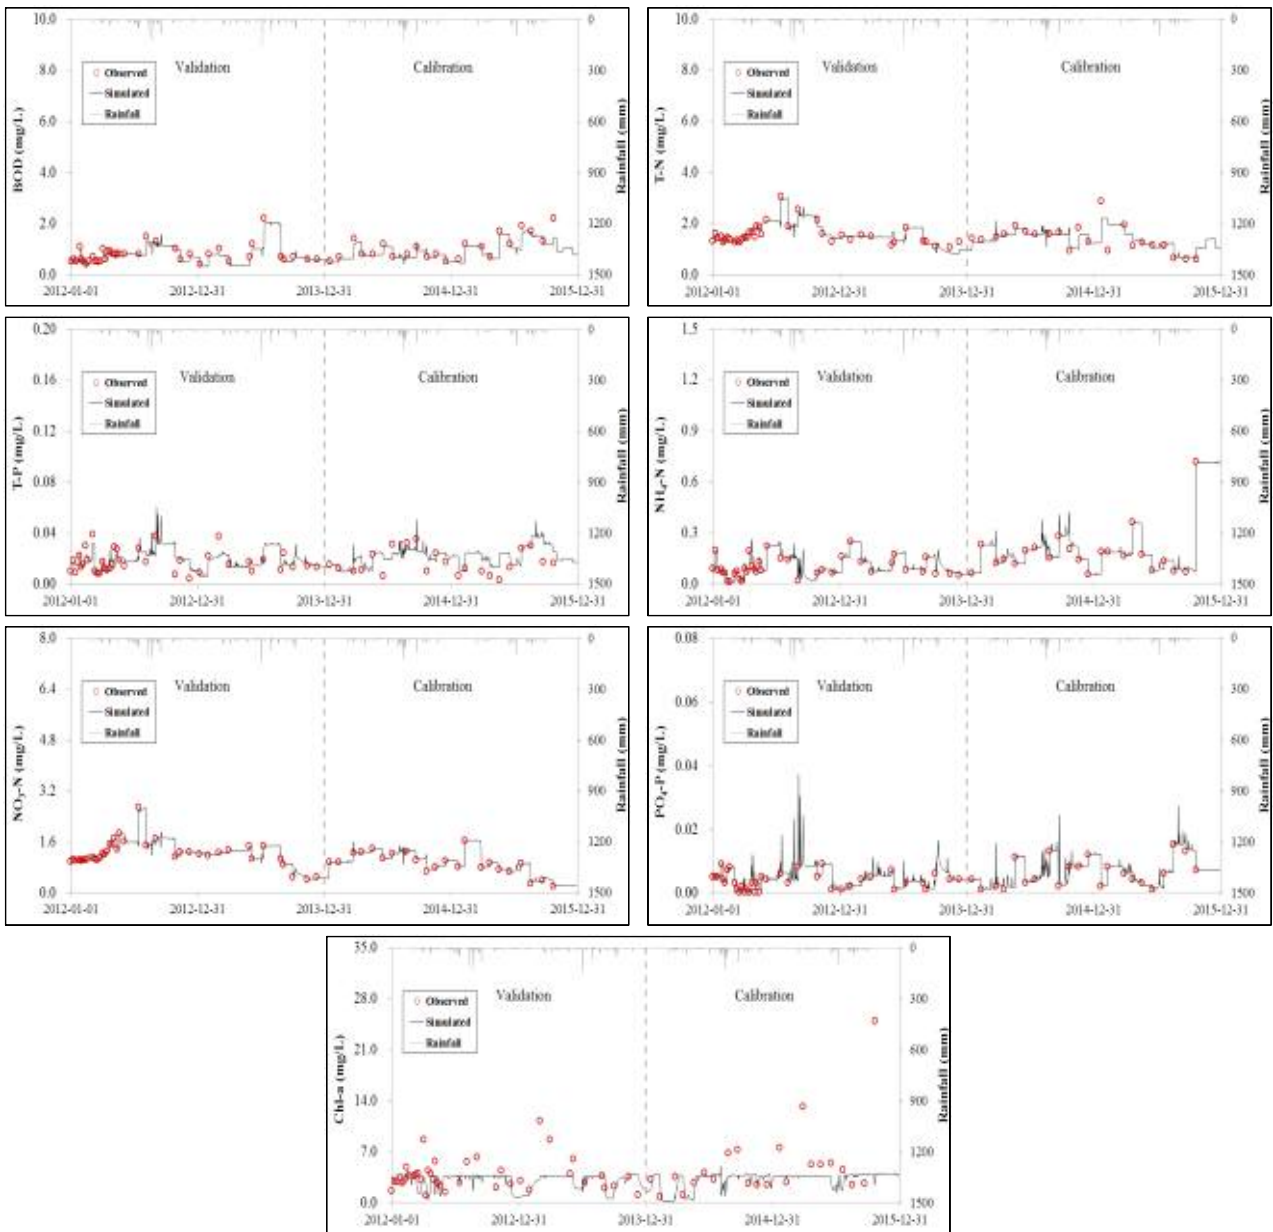 10.0
8.0
6.0
4.0
2.0
0.0
BOD (mg/L)
Observed
Simulated
Rainfall
Validation
Calibration
0
300
600
900
1200
1500
Rainfall (mm)
2012-01-01
2012-12-31
2013-12-31
2014-12-31
2015-12-31
10.0
8.0
6.0
4.0
2.0
0.0
T-N (mg/L)
Observed
Simulated
Rainfall
Validation
Calibration
0
300
600
900
1200
1500
Rainfall (mm)
2012-01-01
2012-12-31
2013-12-31
2014-12-31
2015-12-31
0.20
0.16
0.12
0.08
0.04
0.00
T-P (mg/L)
Observed
Simulated
Rainfall
Validation
Calibration
0
300
600
900
1200
1500
Rainfall (mm)
2012-01-01
2012-12-31
2013-12-31
2014-12-31
2015-12-31
1.5
1.2
0.9
0.6
0.3
0.0
NH₄-N (mg/L)
Observed
Simulated
Rainfall
Validation
Calibration
0
300
600
900
1200
1500
Rainfall (mm)
2012-01-01
2012-12-31
2013-12-31
2014-12-31
2015-12-31
8.0
6.4
4.8
3.2
1.6
0.0
NO₃-N (mg/L)
Observed
Simulated
Rainfall
Validation
Calibration
0
300
600
900
1200
1500
Rainfall (mm)
2012-01-01
2012-12-31
2013-12-31
2014-12-31
2015-12-31
0.08
0.06
0.04
0.02
0.00
PO₄-P (mg/L)
Observed
Simulated
Rainfall
Validation
Calibration
0
300
600
900
1200
1500
Rainfall (mm)
2012-01-01
2012-12-31
2013-12-31
2014-12-31
2015-12-31
35.0
28.0
21.0
14.0
7.0
0.0
Chl-a (mg/L)
Observed
Simulated
Rainfall
Validation
Calibration
0
300
600
900
1200
1500
Rainfall (mm)
2012-01-01
2012-12-31
2013-12-31
2014-12-31
2015-12-31